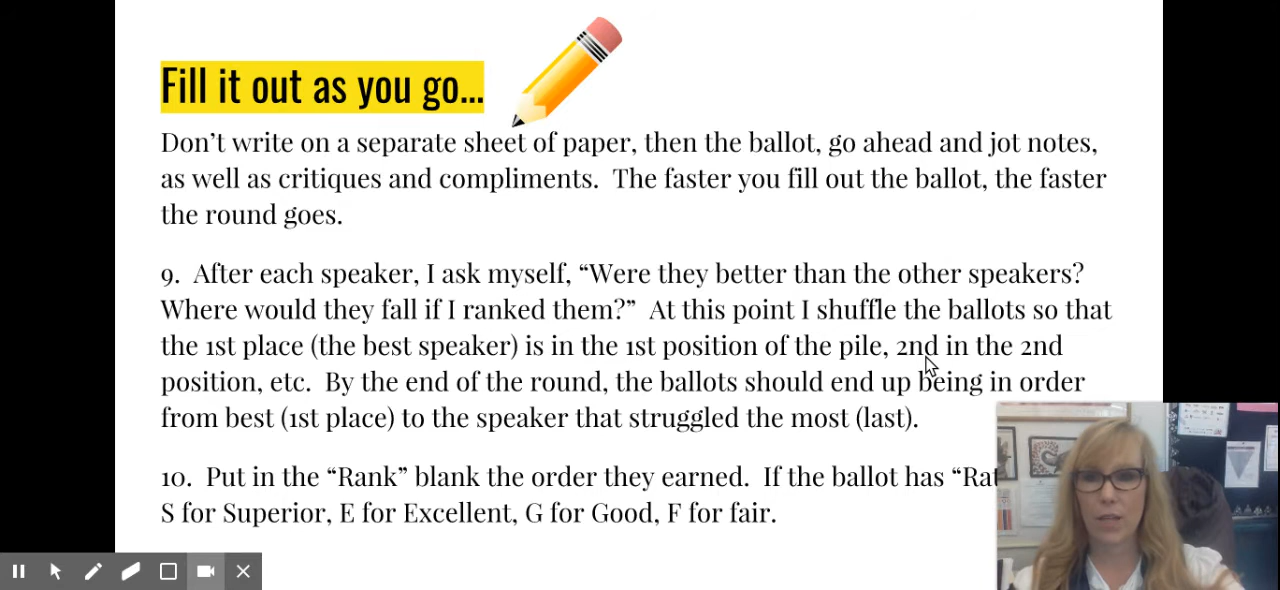 Fill it out as you go...
Don’t write on a separate sheet of paper, then the ballot, go ahead and jot notes,
as well as critiques and compliments.  The faster you fill out the ballot, the faster
the round goes.
9.  After each speaker, I ask myself, “Were they better than the other speakers?
Where would they fall if I ranked them?”  At this point I shuffle the ballots so that
the 1st place (the best speaker) is in the 1st position of the pile, 2nd in the 2nd
position, etc.  By the end of the round, the ballots should end up being in order
from best (1st place) to the speaker that struggled the most (last).
10.  Put in the “Rank” blank the order they earned.  If the ballot has
S for Superior, E for Excellent, G for Good, F for fair.